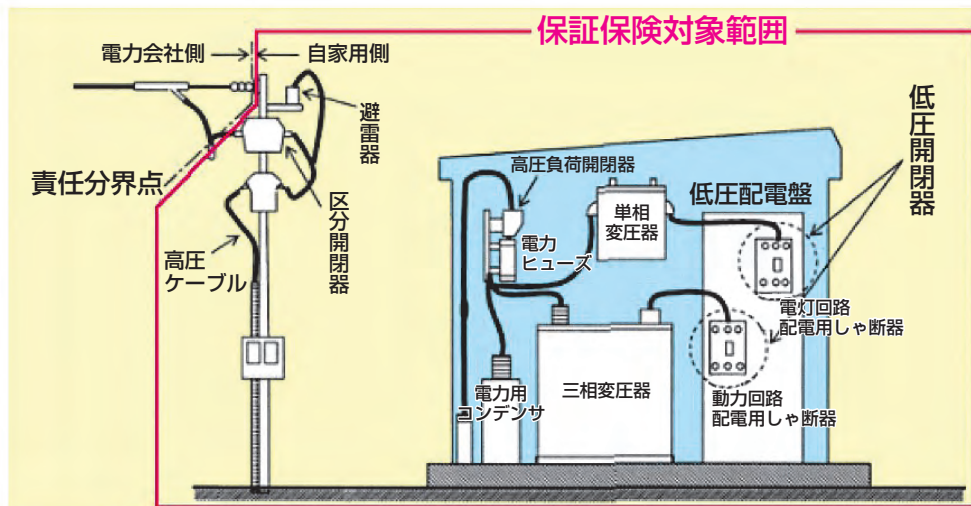 保証保険対象範囲
電力会社側
自家用側
避雷器
責任分界点
区分開閉器
高圧
ケーブル
高圧負荷開閉器
電力
ヒューズ
単相
変圧器
低圧配電盤
低圧開閉器
電灯回路
配電用しゃ断器
電力用
コンデンサ
三相変圧器
動力回路
配電用しゃ断器